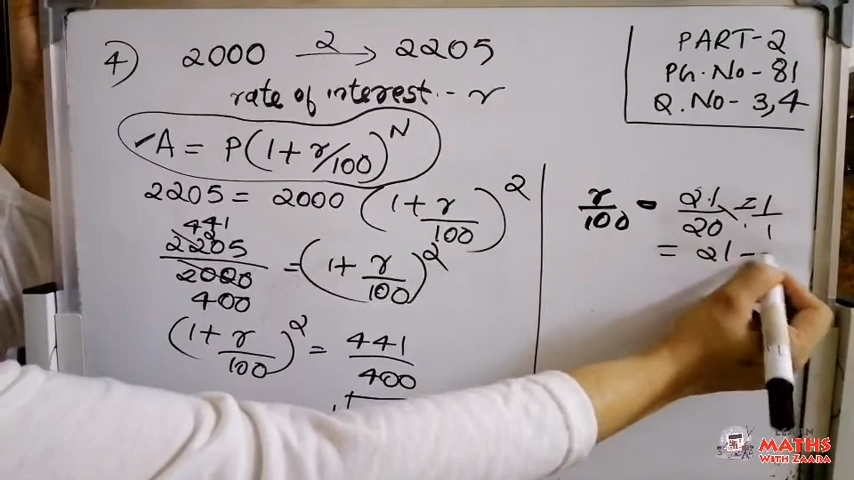 4) 2000 —2→ 2205
rate of interest - r
A = P(1 + r/100)^N
2205 = 2000 (1 + r/100)^2
441
2205/2000 = (1 + r/100)^2
400
(1 + r/100)^2 = 441/400
PART-2
PG. No - 81
Q. No - 3,4
r/100 = 21/20 - 1/1
= 21 -
LEARN
MATHS
WITH ZAARA